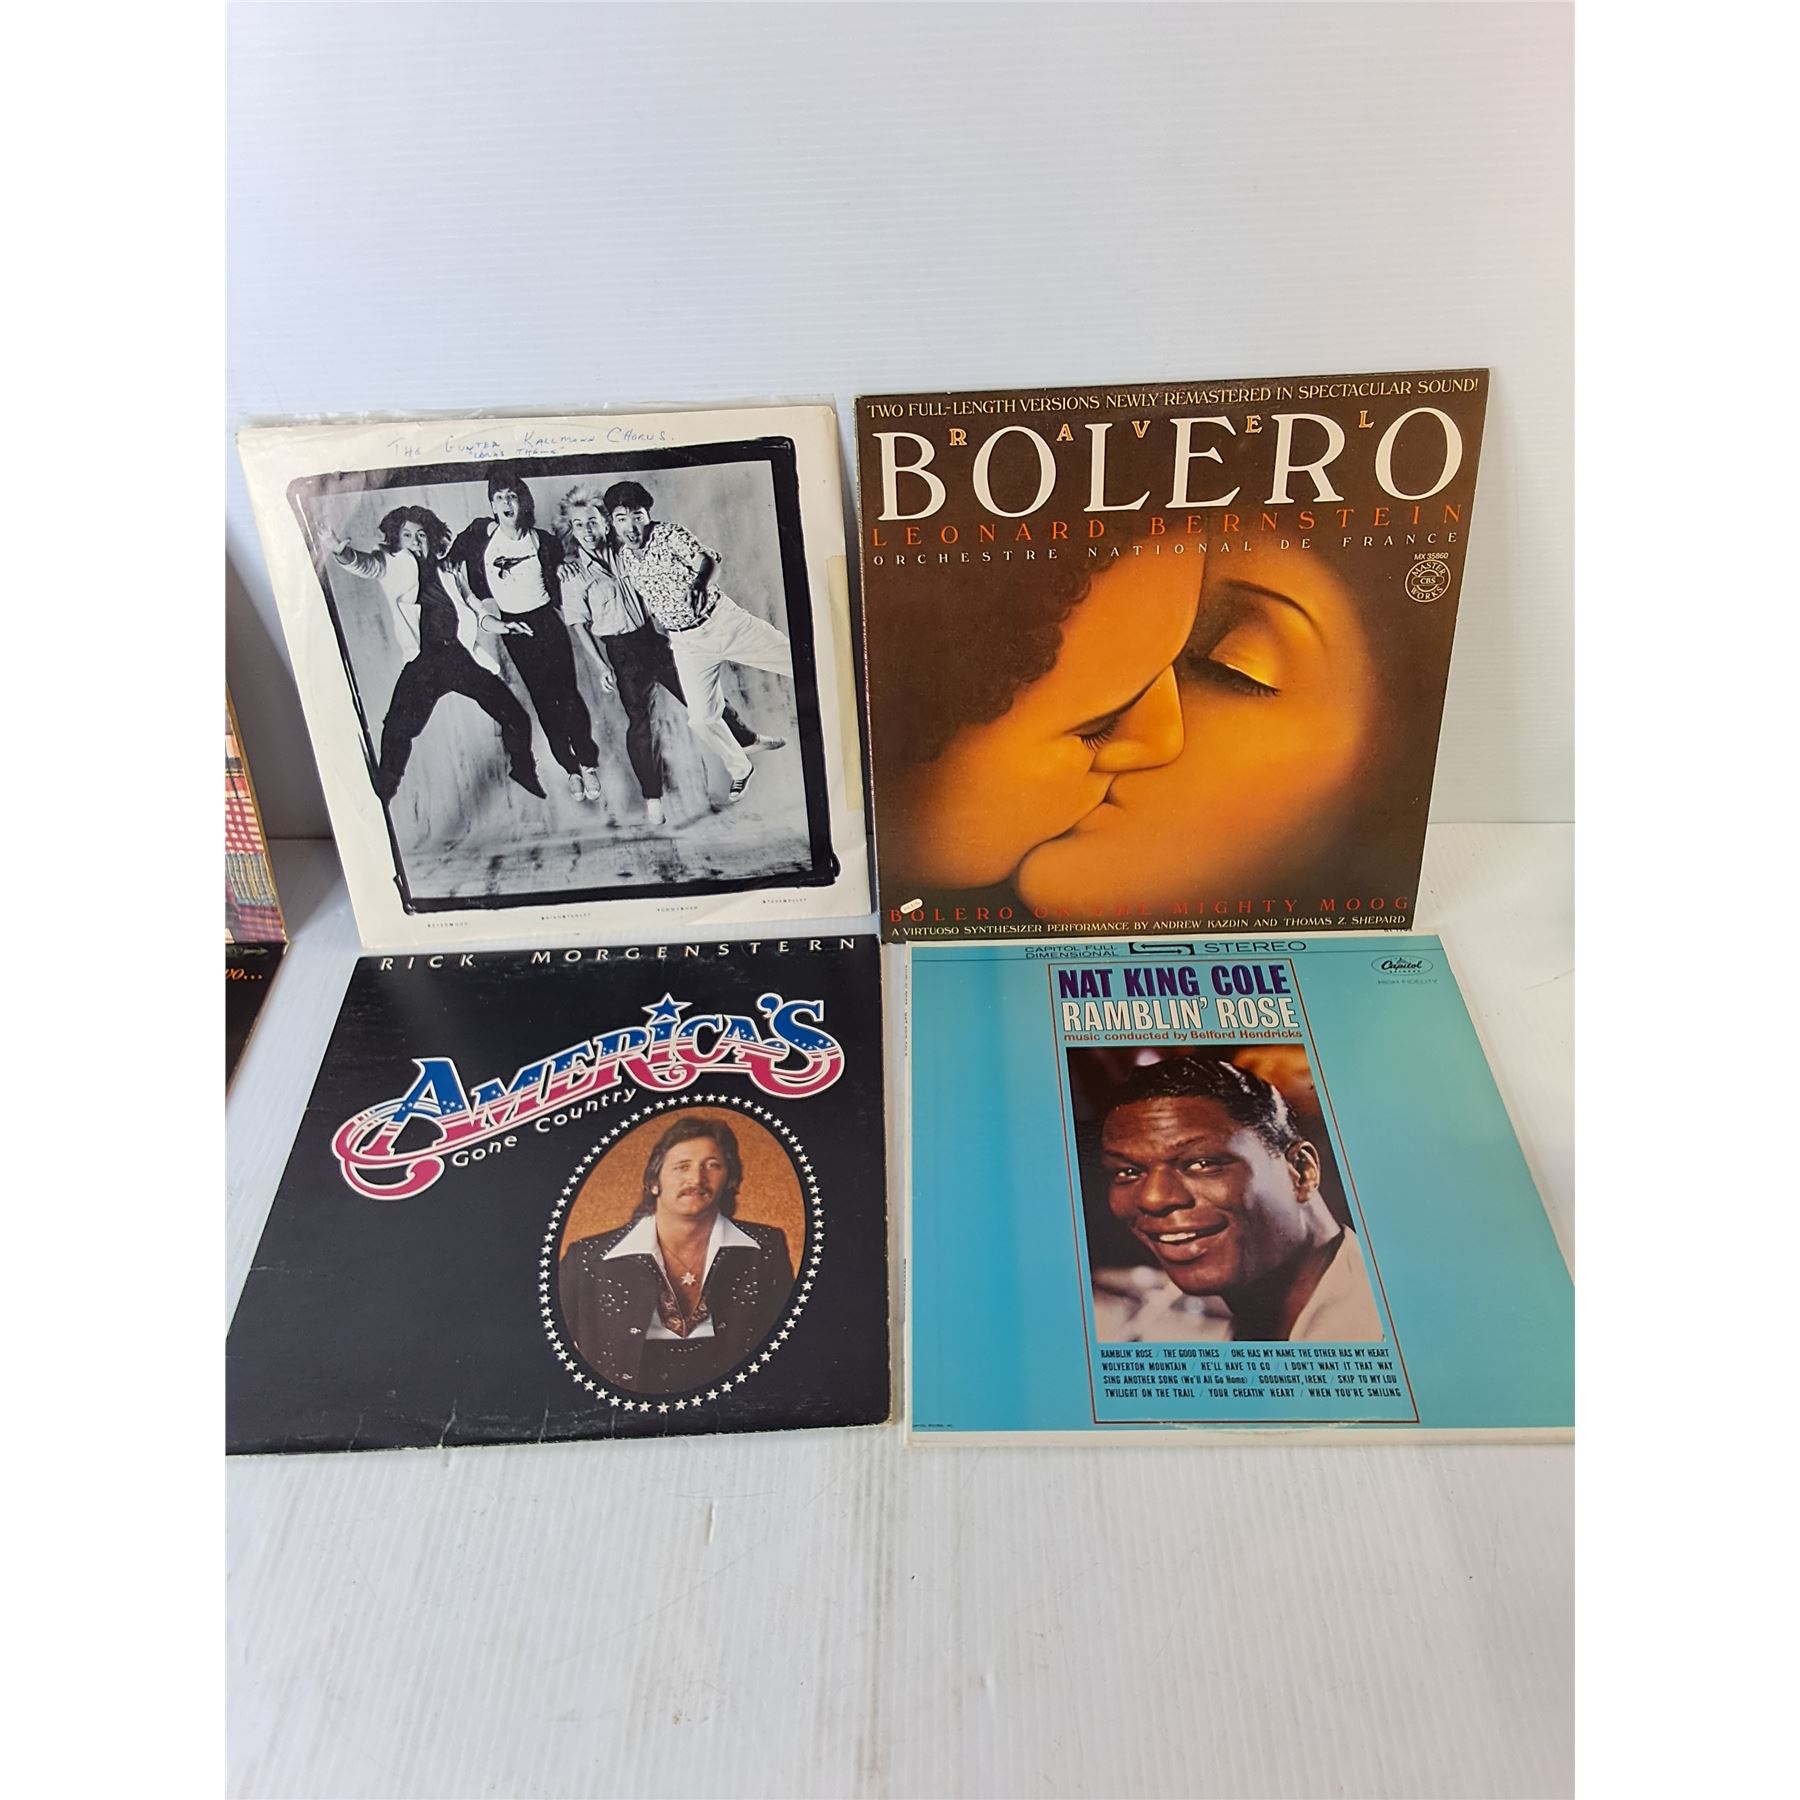 THE GUNTER KALLMANN CHORUS.
THEME
TWO FULL-LENGTH VERSIONS NEWLY REMASTERED IN SPECTACULAR SOUND!
RAVEL
BOLERO
LEONARD BERNSTEIN
ORCHESTRE NATIONAL DE FRANCE
MX 35860
MASTER
CBS
WORKS
BOLERO ON THE MIGHTY MOOG
A VIRTUOSO SYNTHESIZER PERFORMANCE BY ANDREW KAZDIN AND THOMAS Z. SHEPARD
RICK MORGENSTERN
AMERICA'S
Gone Country
CAPITOL FULL
DIMENSIONAL
STEREO
Capitol
RECORDS
HIGH FIDELITY
NAT KING COLE
RAMBLIN' ROSE
music conducted by Belford Hendricks
RAMBLIN' ROSE / THE GOOD TIMES / ONE HAS MY NAME THE OTHER HAS MY HEART
WOLVERTON MOUNTAIN / HE'LL HAVE TO GO / I DON'T WANT IT THAT WAY
SING ANOTHER SONG (We'll All Go Home) / GOODNIGHT, IRENE / SKIP TO MY LOU
TWILIGHT ON THE TRAIL / YOUR CHEATIN' HEART / WHEN YOU'RE SMILING